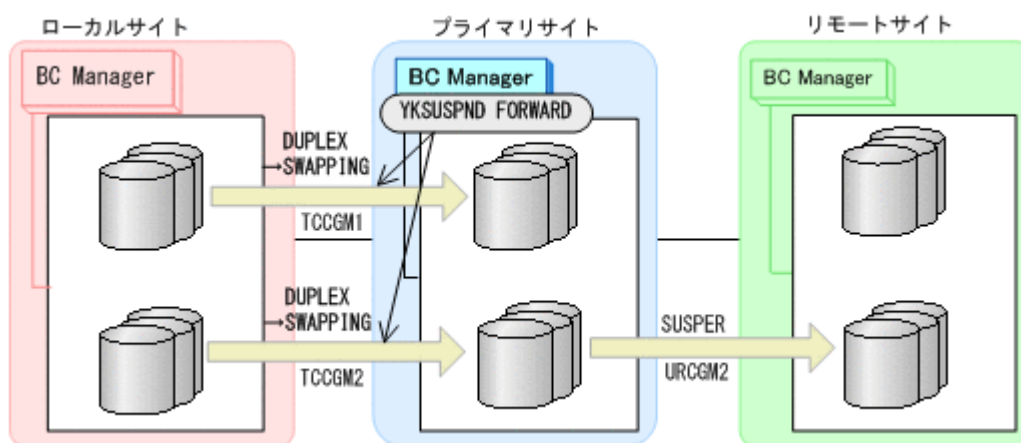 ローカルサイト
プライマリサイト
リモートサイト
BC Manager
BC Manager
BC Manager
YKSUSPND FORWARD
DUPLEX
→SWAPPING
TCCGM1
DUPLEX
→SWAPPING
TCCGM2
SUSPER
URCGM2